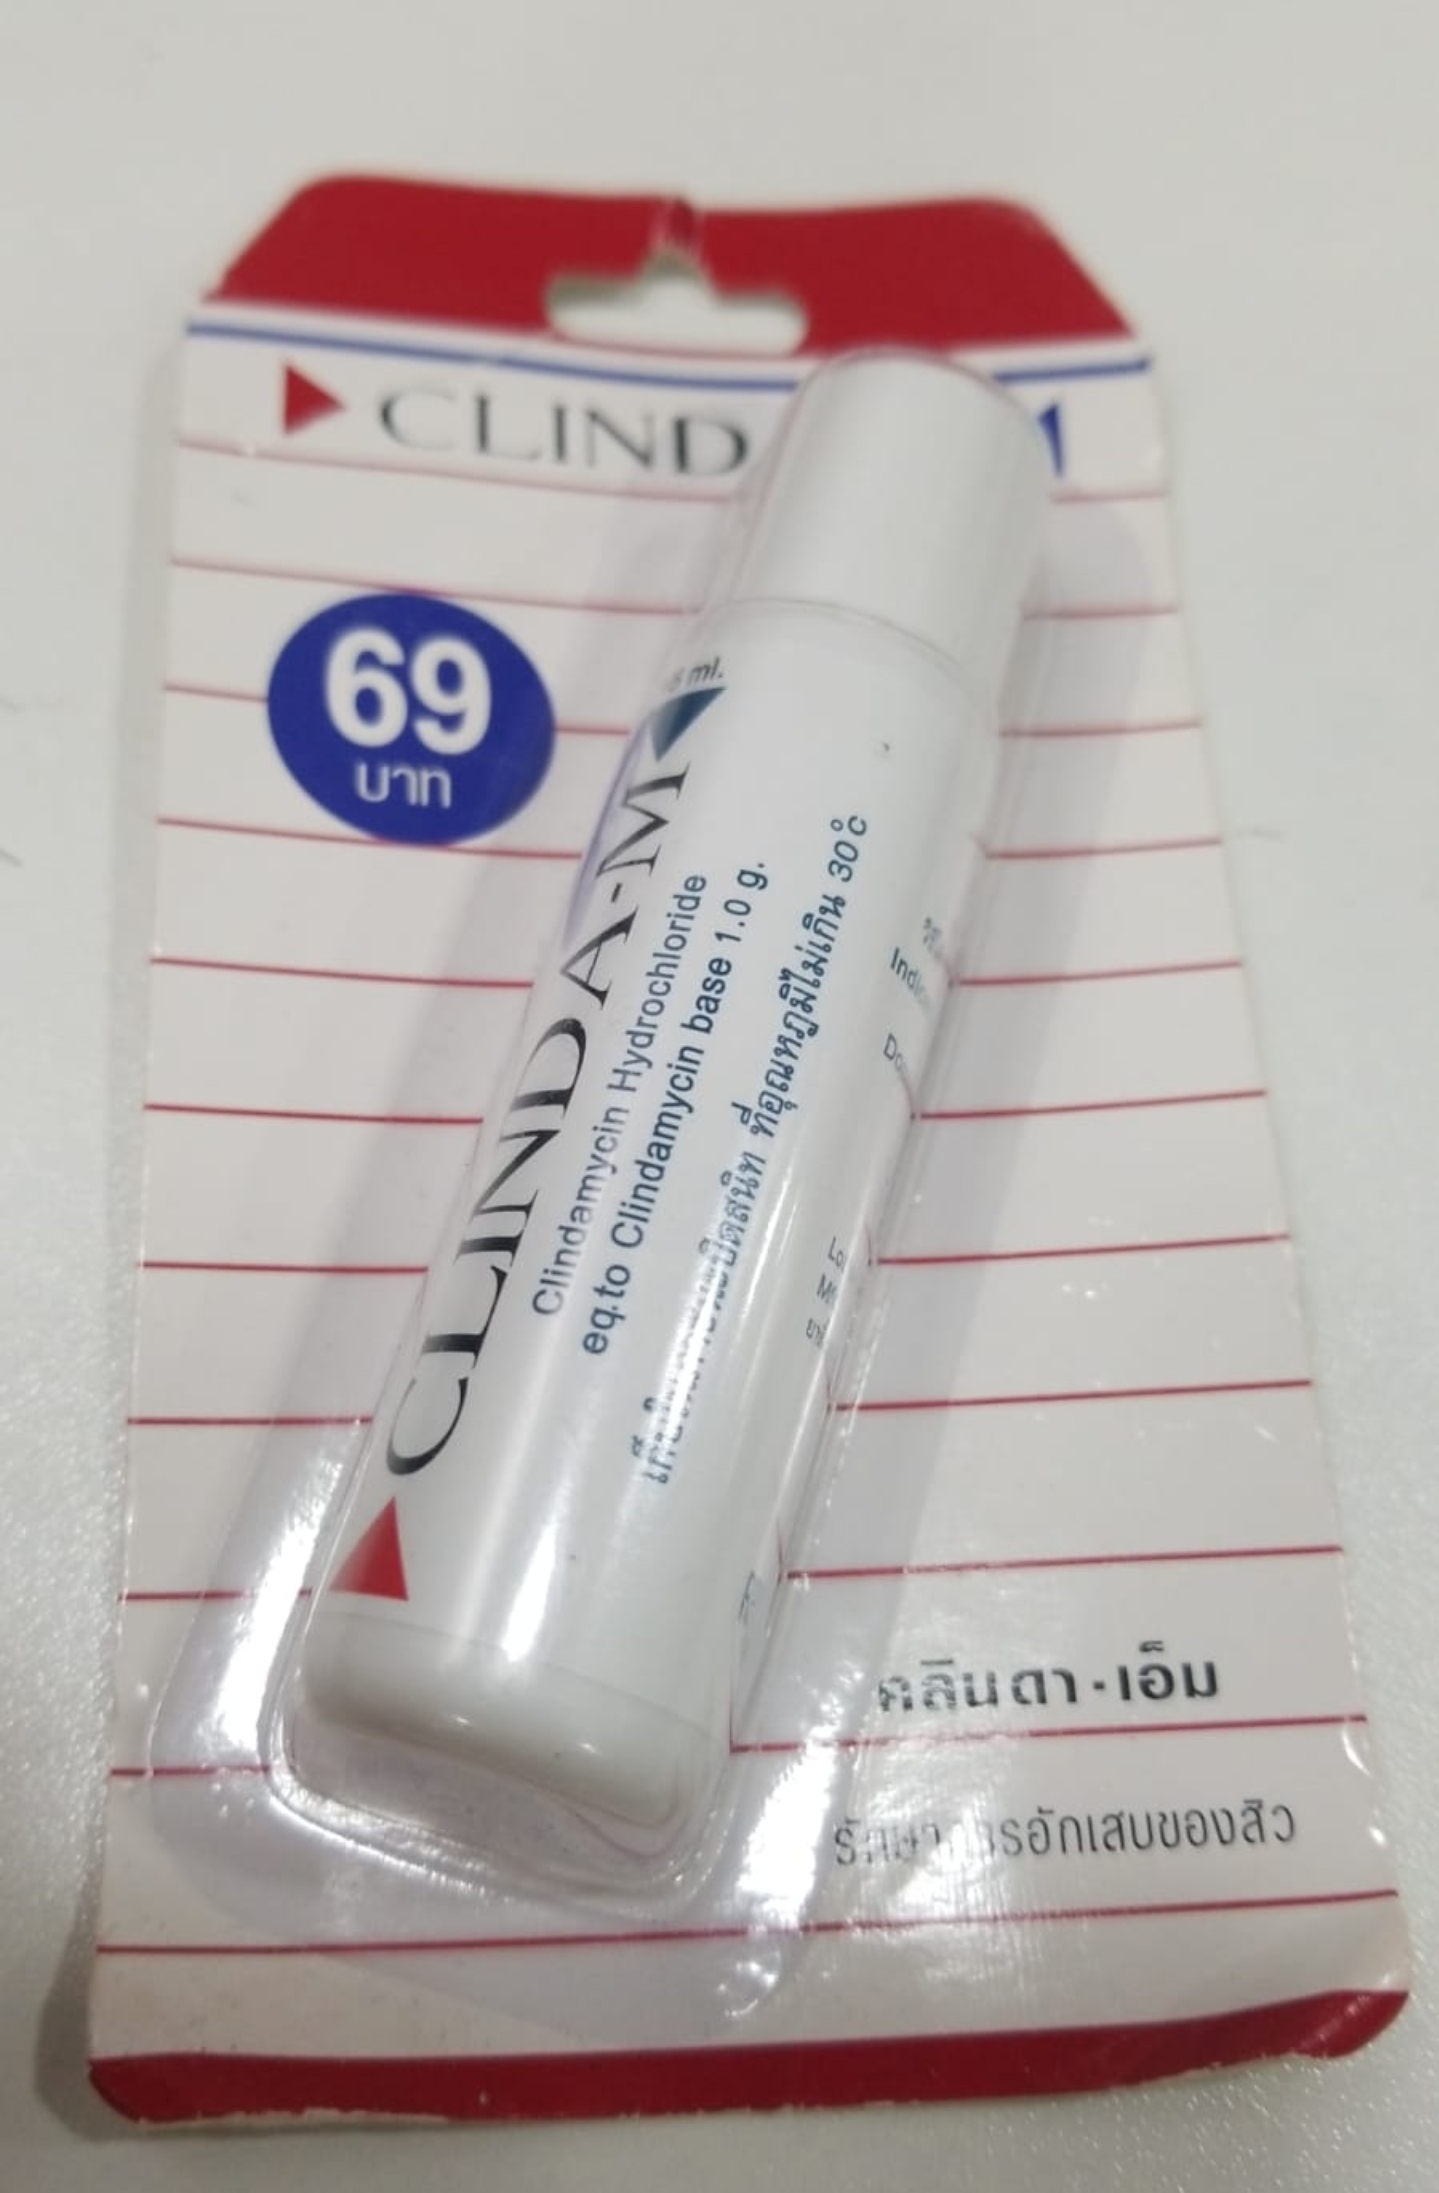 CLIND
69
บาท
ml.
CLINDA-M
Clindamycin Hydrochloride
eq.to Clindamycin base 1.0 g.
ที่อุณหภูมิไม่เกิน 30°c
คลินดา-เอ็ม
รักษาการอักเสบของสิว